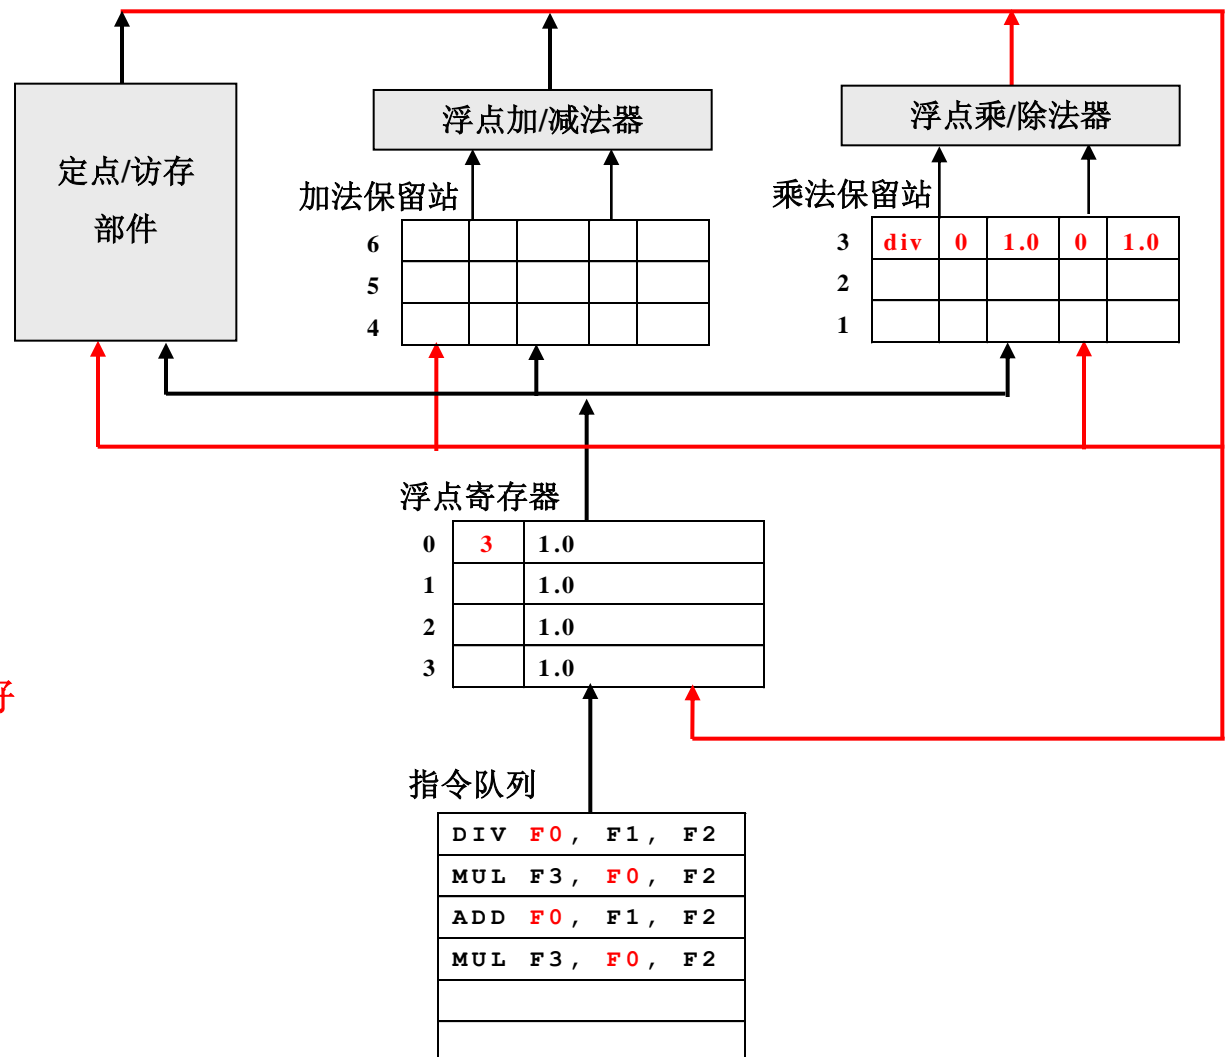 浮点加/减法器
浮点乘/除法器
定点/访存
部件
加法保留站
乘法保留站
6
5
4
3 div 0 1.0 0 1.0
2
1
浮点寄存器
0 3 1.0
1 1.0
2 1.0
3 1.0
指令队列
DIV F0, F1, F2
MUL F3, F0, F2
ADD F0, F1, F2
MUL F3, F0, F2